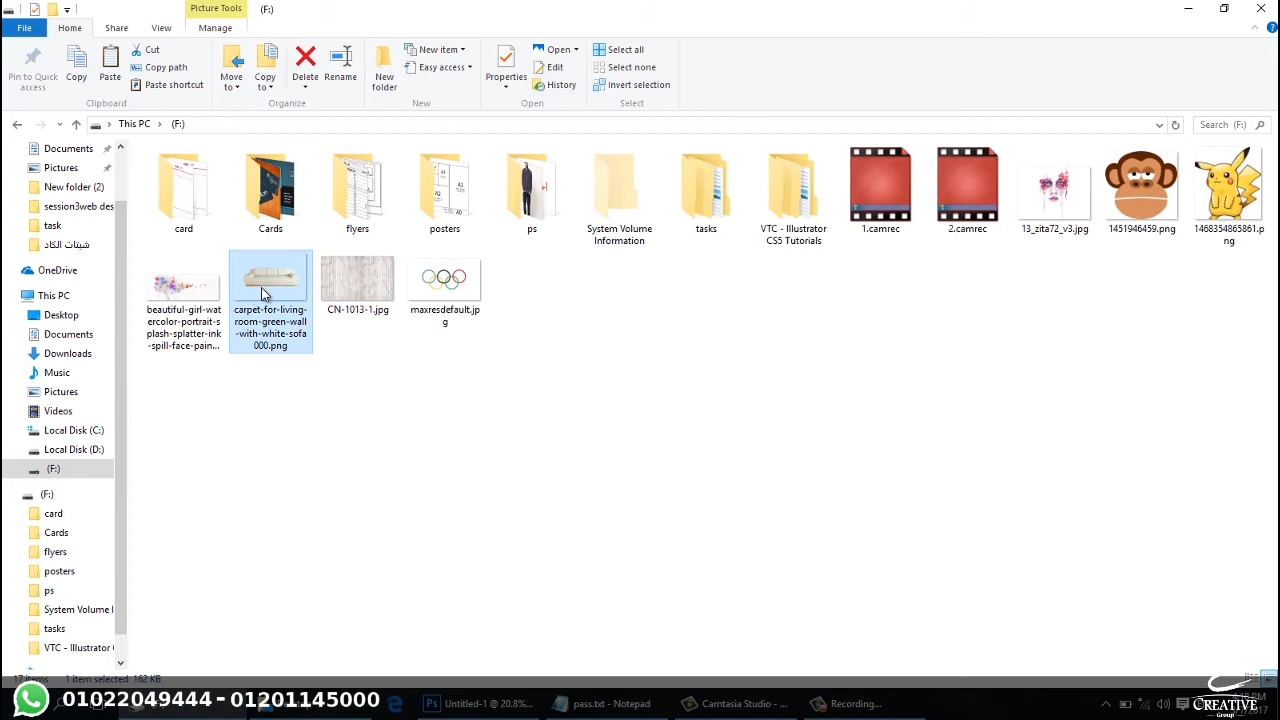 Picture Tools
(F:)
File
Home
Share
View
Manage
Pin to Quick
access
Copy
Paste
Cut
Copy path
Paste shortcut
Clipboard
Move
to
Copy
to
Delete
Rename
Organize
New
folder
New item
Easy access
New
Properties
Open
Edit
History
Open
Select all
Select none
Invert selection
Select
This PC
(F:)
Search (F:)
Documents
Pictures
New folder (2)
session3web des
task
شيتات الكاد
OneDrive
This PC
Desktop
Documents
Downloads
Music
Pictures
Videos
Local Disk (C:)
Local Disk (D:)
(F:)
(F:)
card
Cards
flyers
posters
ps
System Volume I
tasks
VTC - Illustrator
card
Cards
flyers
posters
ps
System Volume
Information
tasks
VTC - Illustrator
CS5 Tutorials
1.camrec
2.camrec
13_zita72_v3.jpg
1451946459.png
1468354865861.p
ng
beautiful-girl-wat
ercolor-portrait-s
plash-splatter-ink
-spill-face-pain...
carpet-for-living-
room-green-wall
-with-white-sofa
000.png
CN-1013-1.jpg
maxresdefault.jp
g
17 items
1 item selected 162 KB
01022049444 - 01201145000
Untitled-1 @ 20.8%...
pass.txt - Notepad
Camtasia Studio - ...
Recording...
CREATIVE
Group